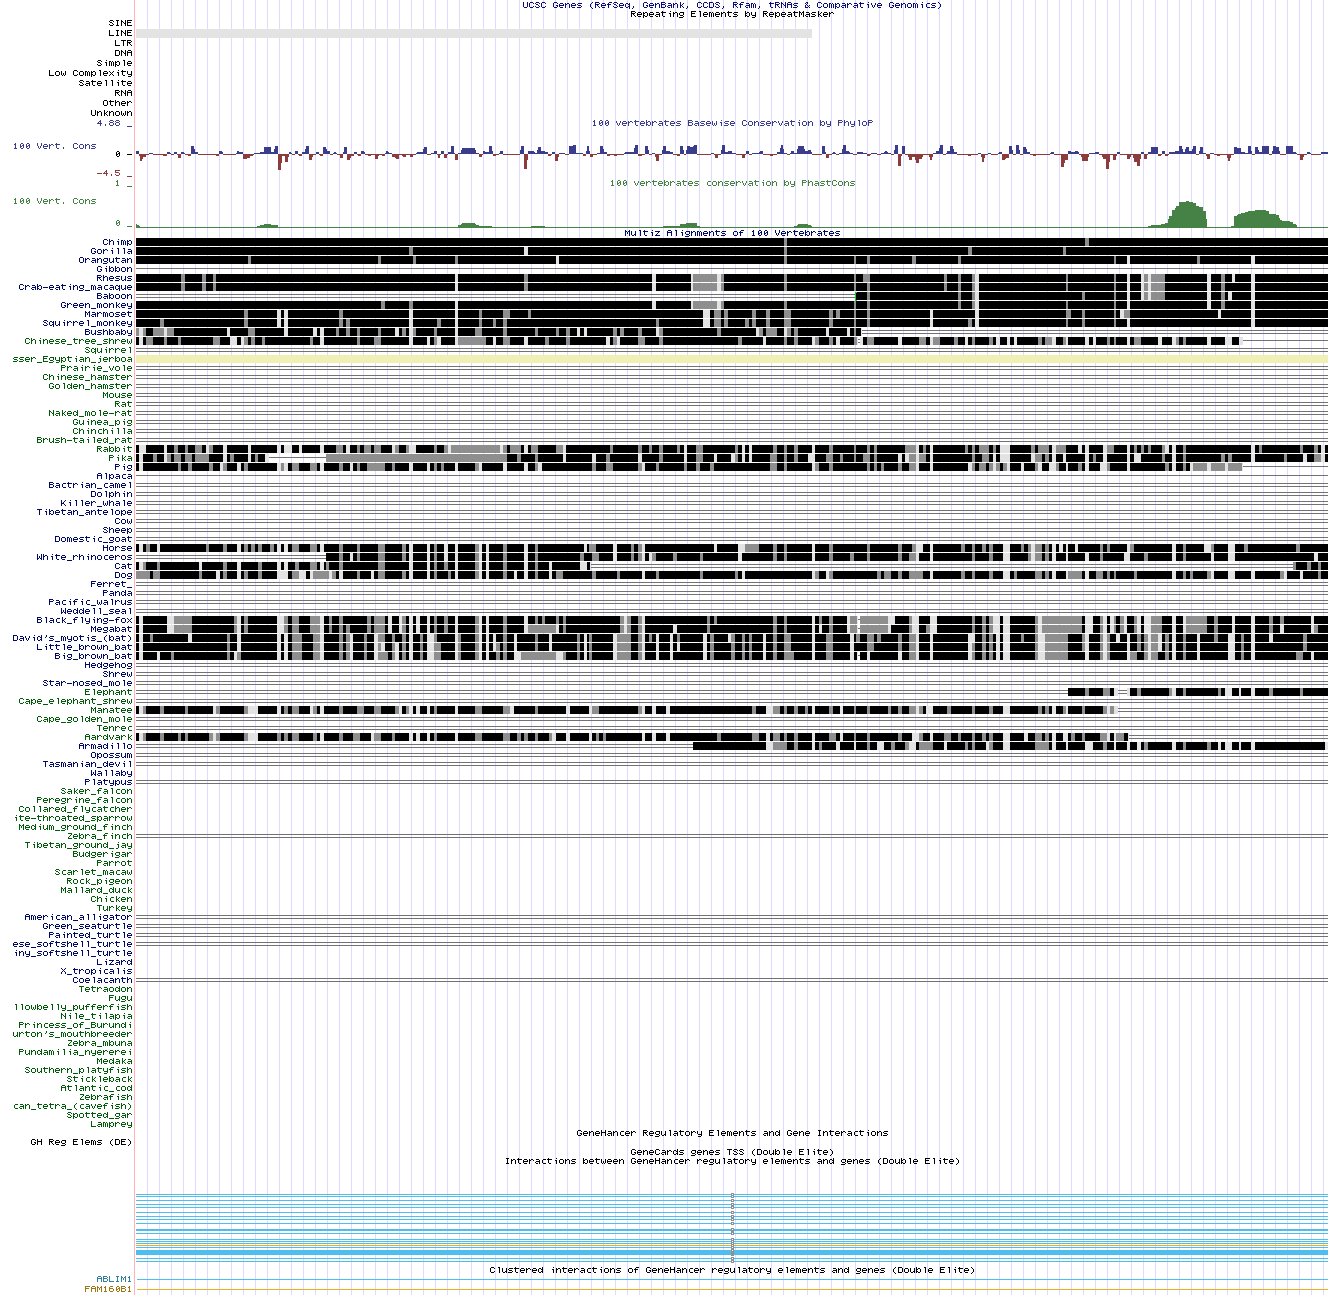 UCSC Genes (RefSeq, GenBank, CCDS, Rfam, tRNAs & Comparative Genomics)
Repeating Elements by RepeatMasker
SINE
LINE
LTR
DNA
Simple
Low Complexity
Satellite
RNA
Other
Unknown
4.88 _
100 vertebrates Basewise Conservation by PhyloP
100 Vert. Cons
0 _
-4.5 _
100 vertebrates conservation by PhastCons
1 _
100 Vert. Cons
0 _
Multiz Alignments of 100 Vertebrates
Chimp
Gorilla
Orangutan
Gibbon
Rhesus
Crab-eating_macaque
Baboon
Green_monkey
Marmoset
Squirrel_monkey
Bushbaby
Chinese_tree_shrew
Squirrel
sser_Egyptian_jerboa
Prairie_vole
Chinese_hamster
Golden_hamster
Mouse
Rat
Naked_mole-rat
Guinea_pig
Chinchilla
Brush-tailed_rat
Rabbit
Pika
Pig
Alpaca
Bactrian_camel
Dolphin
Killer_whale
Tibetan_antelope
Cow
Sheep
Domestic_goat
Horse
White_rhinoceros
Cat
Dog
Ferret_
Panda
Pacific_walrus
Weddell_seal
Black_flying-fox
Megabat
David's_myotis_(bat)
Little_brown_bat
Big_brown_bat
Hedgehog
Shrew
Star-nosed_mole
Elephant
Cape_elephant_shrew
Manatee
Cape_golden_mole
Tenrec
Aardvark
Armadillo
Opossum
Tasmanian_devil
Wallaby
Platypus
Saker_falcon
Peregrine_falcon
Collared_flycatcher
ite-throated_sparrow
Medium_ground_finch
Zebra_finch
Tibetan_ground_jay
Budgerigar
Parrot
Scarlet_macaw
Rock_pigeon
Mallard_duck
Chicken
Turkey
American_alligator
Green_seaturtle
Painted_turtle
ese_softshell_turtle
iny_softshell_turtle
Lizard
X_tropicalis
Coelacanth
Tetraodon
Fugu
llowbelly_pufferfish
Nile_tilapia
Princess_of_Burundi
urton's_mouthbreeder
Zebra_mbuna
Pundamilia_nyererei
Medaka
Southern_platyfish
Stickleback
Atlantic_cod
Zebrafish
can_tetra_(cavefish)
Spotted_gar
Lamprey
GeneHancer Regulatory Elements and Gene Interactions
GH Reg Elems (DE)
GeneCards genes TSS (Double Elite)
Interactions between GeneHancer regulatory elements and genes (Double Elite)
Clustered interactions of GeneHancer regulatory elements and genes (Double Elite)
ABLIM1
FAM160B1